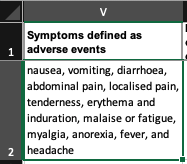 V
1
Symptoms defined as
adverse events
nausea, vomiting, diarrhoea,
abdominal pain, localised pain,
tenderness, erythema and
induration, malaise or fatigue,
myalgia, anorexia, fever, and
headache
2